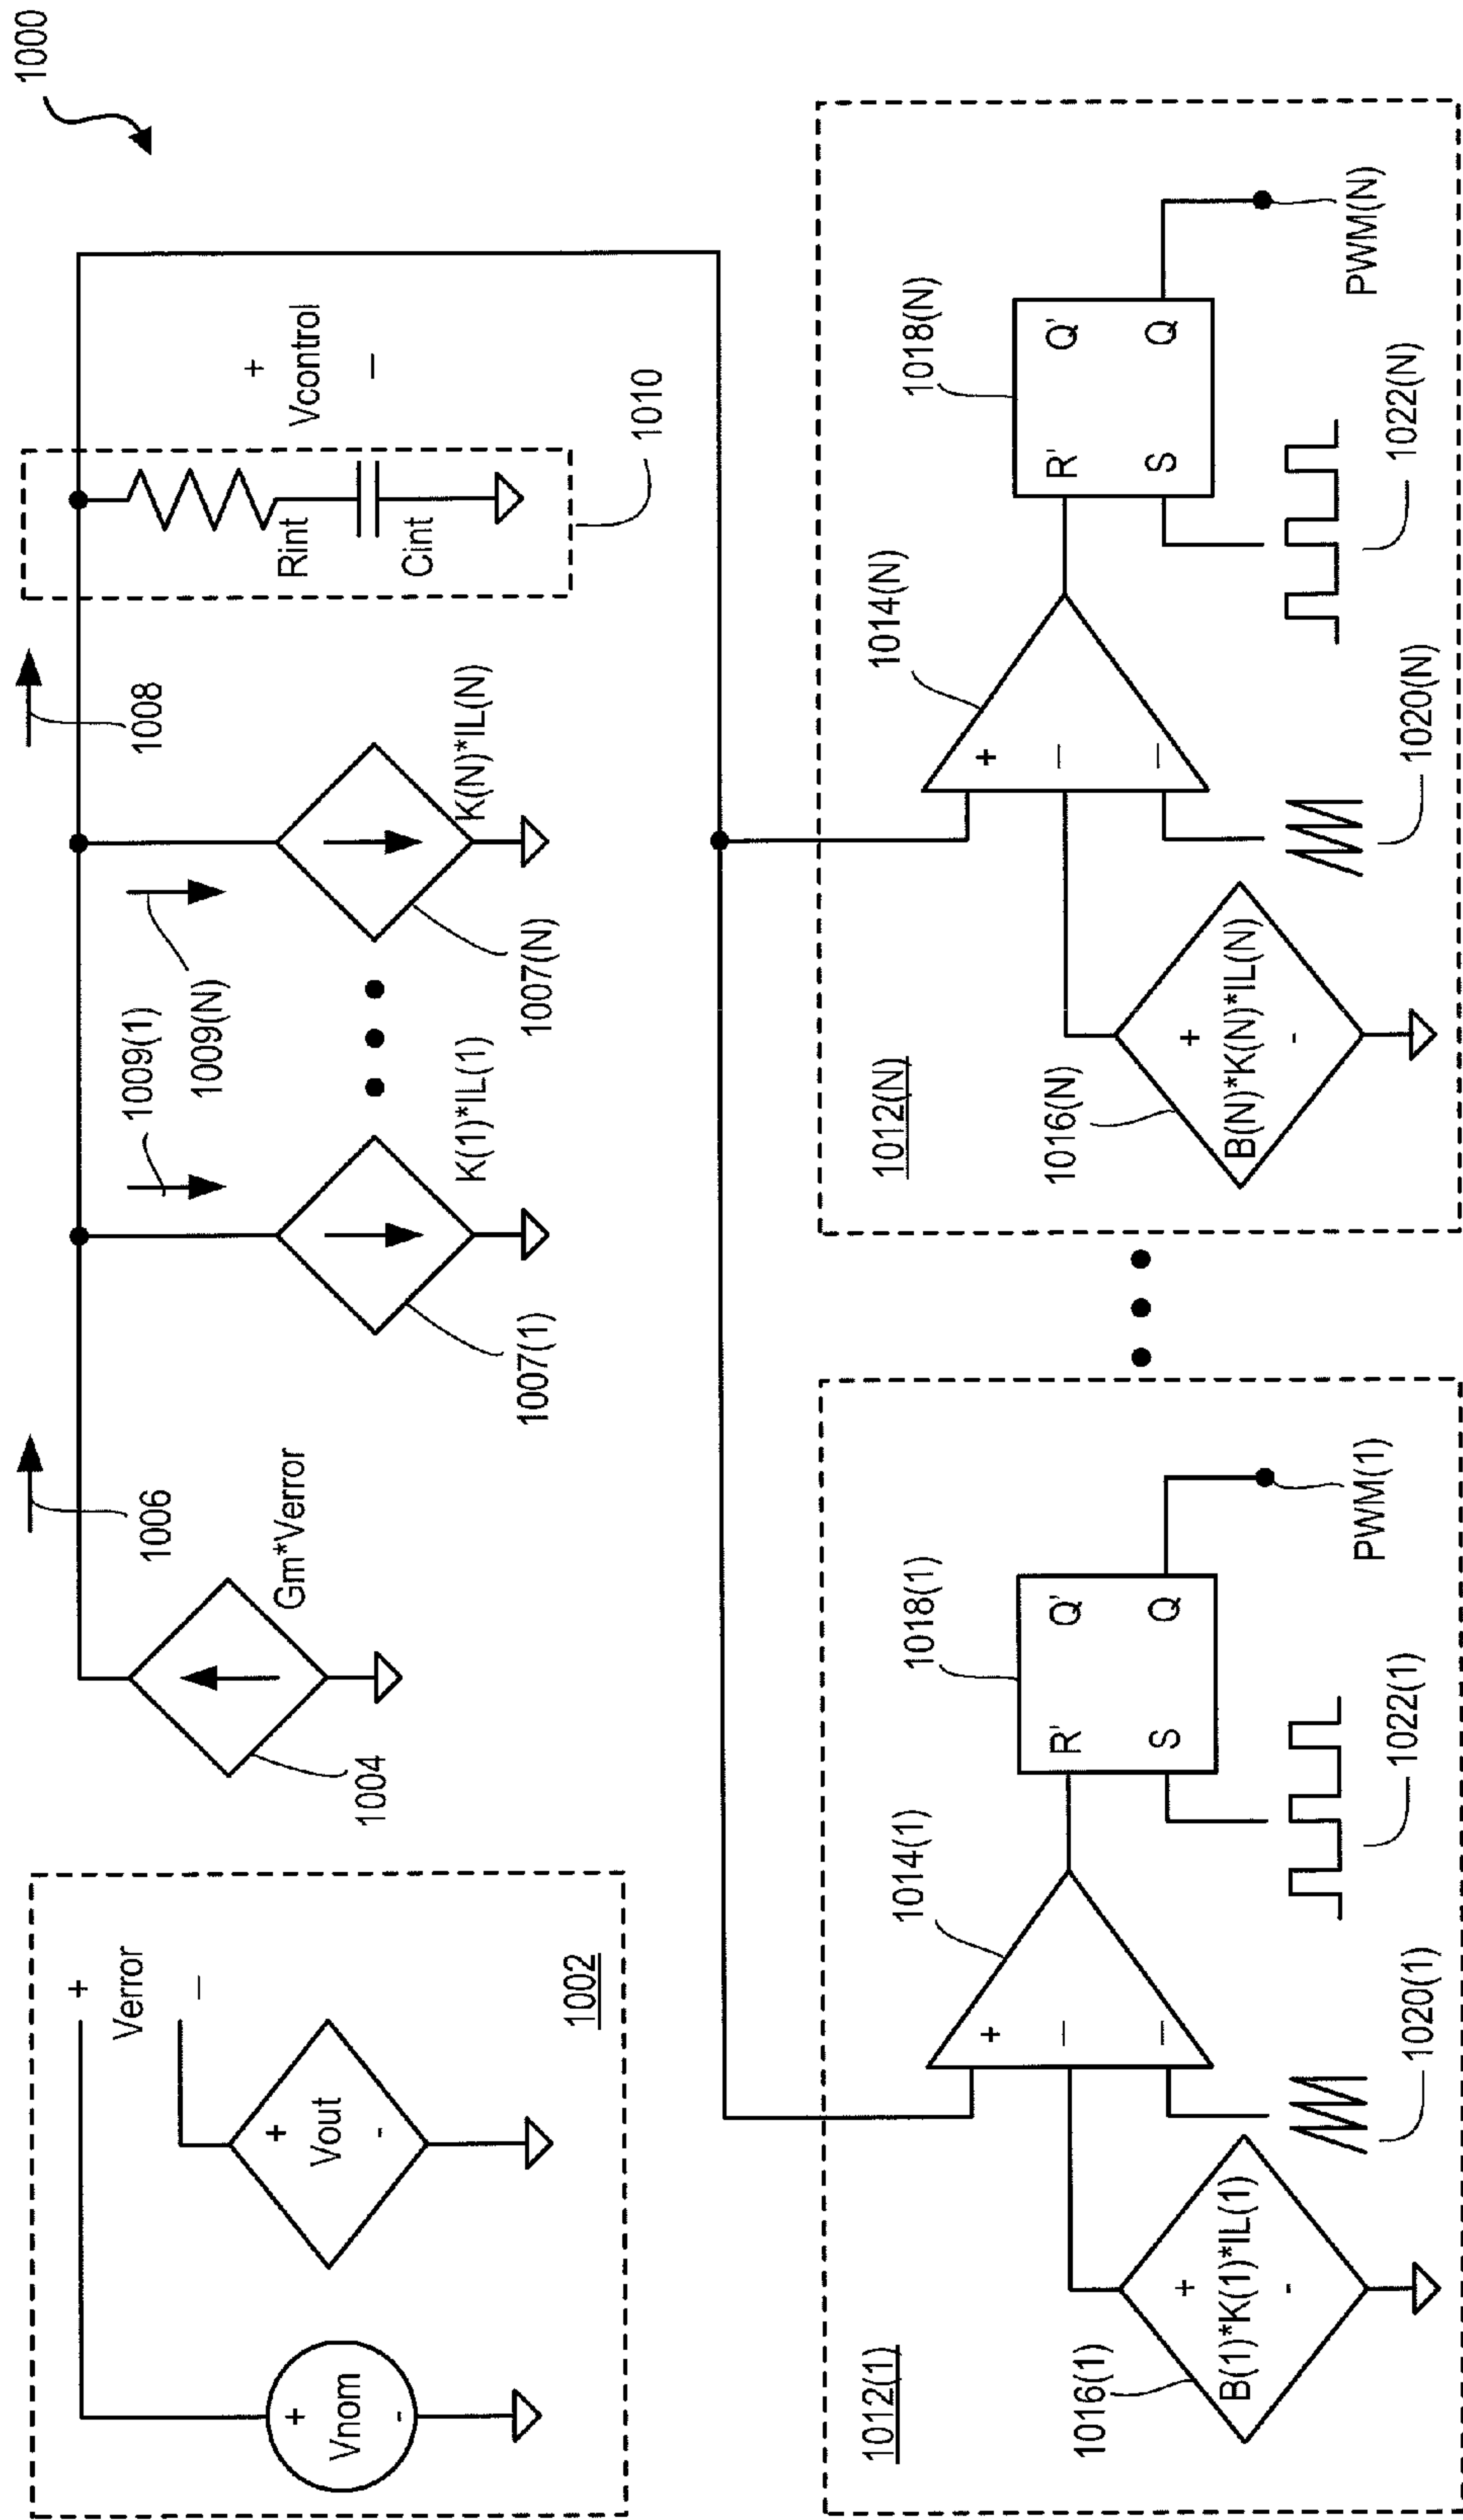 1000
+
Verror
−
+
Vnom
-
+
Vout
-
1002
1004
Gm*Verror
1006
1007(1)
K(1)*IL(1)
1009(1)
1009(N)
1007(N)
K(N)*IL(N)
1008
Rint
Cint
+
Vcontrol
−
1010
1012(1)
1016(1)
+
B(1)*K(1)*IL(1)
-
1014(1)
+
−
−
1020(1)
1018(1)
R' Q'
S Q
1022(1)
PWM(1)
1012(N)
1016(N)
+
B(N)*K(N)*IL(N)
-
1014(N)
+
−
−
1020(N)
1018(N)
R' Q'
S Q
1022(N)
PWM(N)